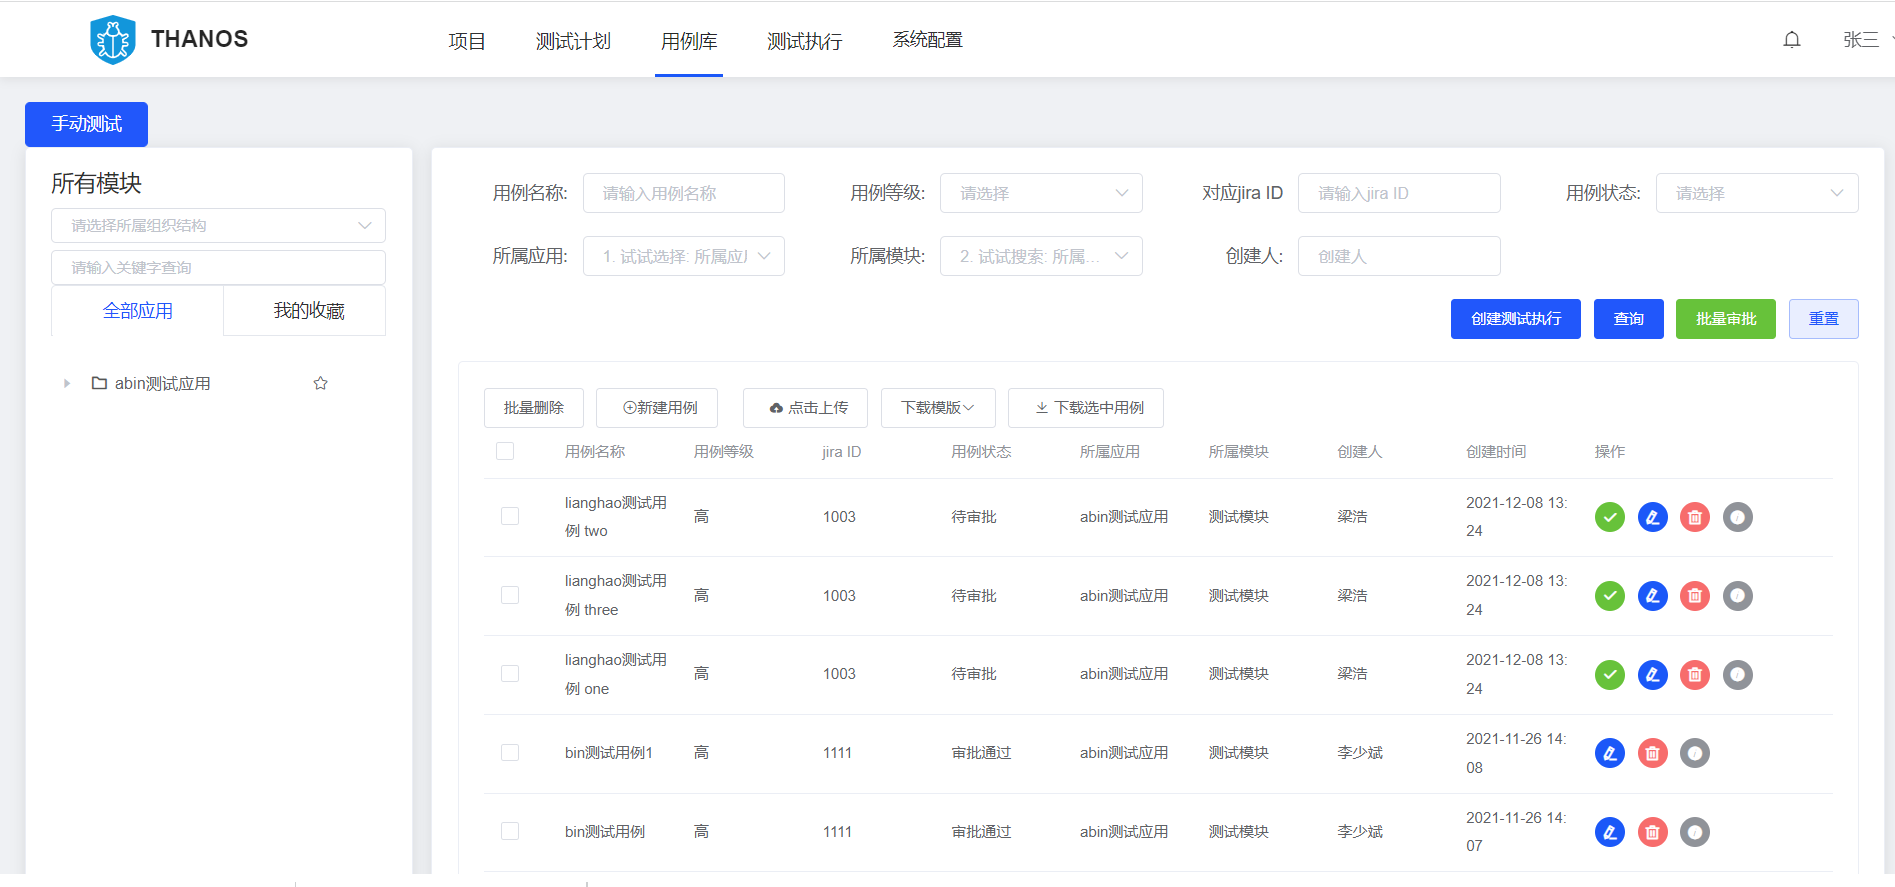 THANOS
项目
测试计划
用例库
测试执行
系统配置
张三
手动测试
所有模块
请选择所属组织结构
请输入关键字查询
全部应用
我的收藏
abin测试应用
用例名称:
请输入用例名称
用例等级:
请选择
对应jira ID
请输入jira ID
用例状态:
请选择
所属应用:
1. 试试选择: 所属应
所属模块:
2. 试试搜索: 所属...
创建人:
创建人
创建测试执行
查询
批量审批
重置
批量删除
新建用例
点击上传
下载模版
下载选中用例
用例名称 用例等级 jira ID 用例状态 所属应用 所属模块 创建人 创建时间 操作
lianghao测试用
例 two
高
1003
待审批
abin测试应用
测试模块
梁浩
2021-12-08 13:
24
lianghao测试用
例 three
高
1003
待审批
abin测试应用
测试模块
梁浩
2021-12-08 13:
24
lianghao测试用
例 one
高
1003
待审批
abin测试应用
测试模块
梁浩
2021-12-08 13:
24
bin测试用例1
高
1111
审批通过
abin测试应用
测试模块
李少斌
2021-11-26 14:
08
bin测试用例
高
1111
审批通过
abin测试应用
测试模块
李少斌
2021-11-26 14:
07